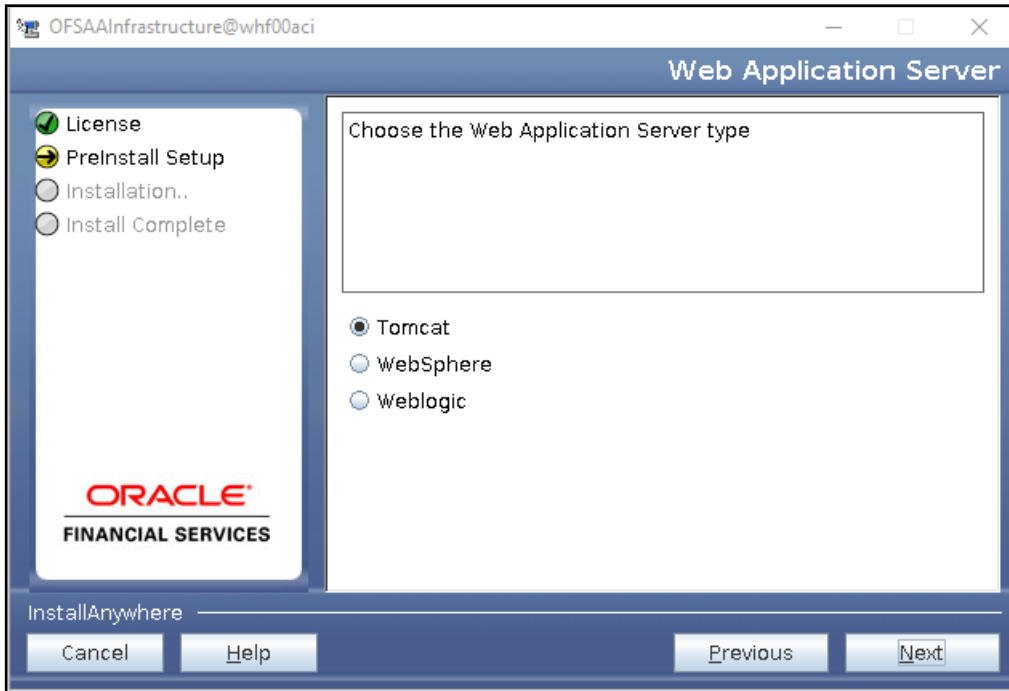 OFSAAInfrastructure@whf00aci
Web Application Server
License
PreInstall Setup
Installation..
Install Complete
ORACLE
FINANCIAL SERVICES
Choose the Web Application Server type
Tomcat
WebSphere
Weblogic
InstallAnywhere
Cancel
Help
Previous
Next